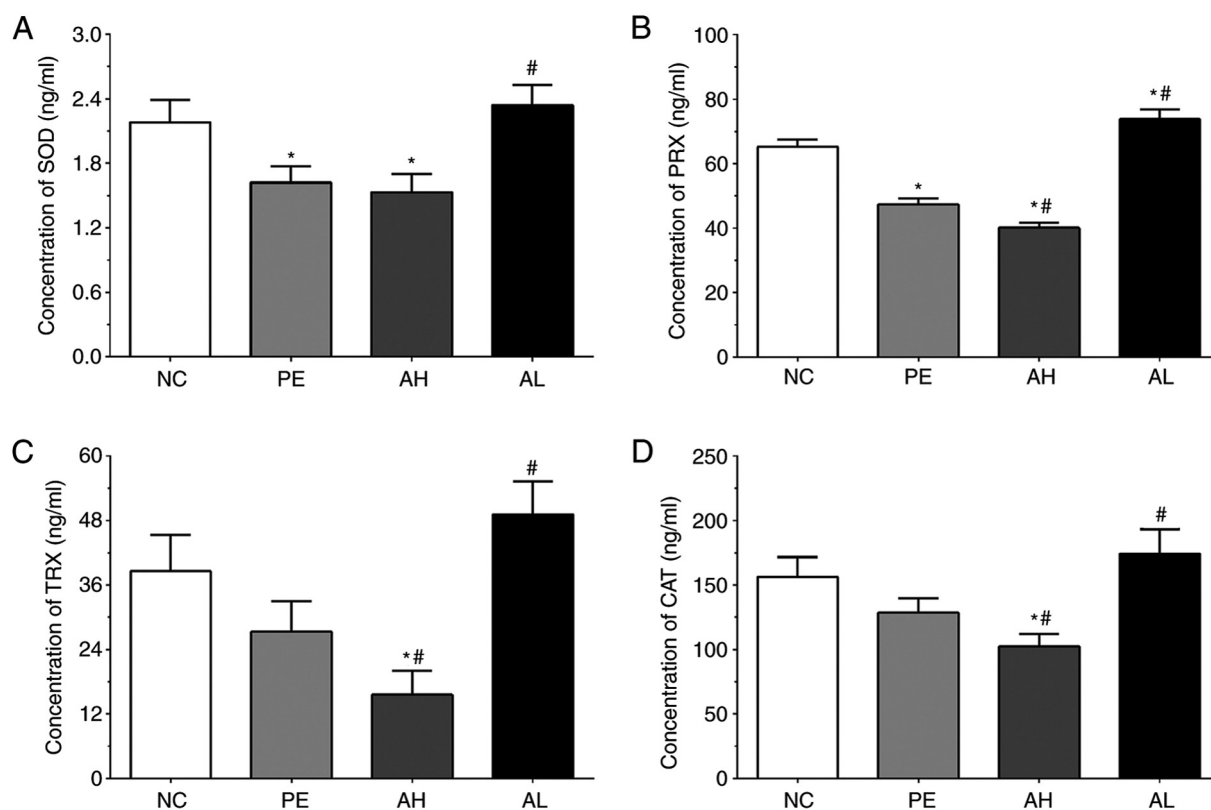 A
Concentration of SOD (ng/ml)
3.0
2.4
1.8
1.2
0.6
0.0
*
*
#
NC PE AH AL
B
Concentration of PRX (ng/ml)
100
80
60
40
20
0
*
*#
*#
NC PE AH AL
C
Concentration of TRX (ng/ml)
60
48
36
24
12
0
*#
#
NC PE AH AL
D
Concentration of CAT (ng/ml)
250
200
150
100
50
0
*#
#
NC PE AH AL